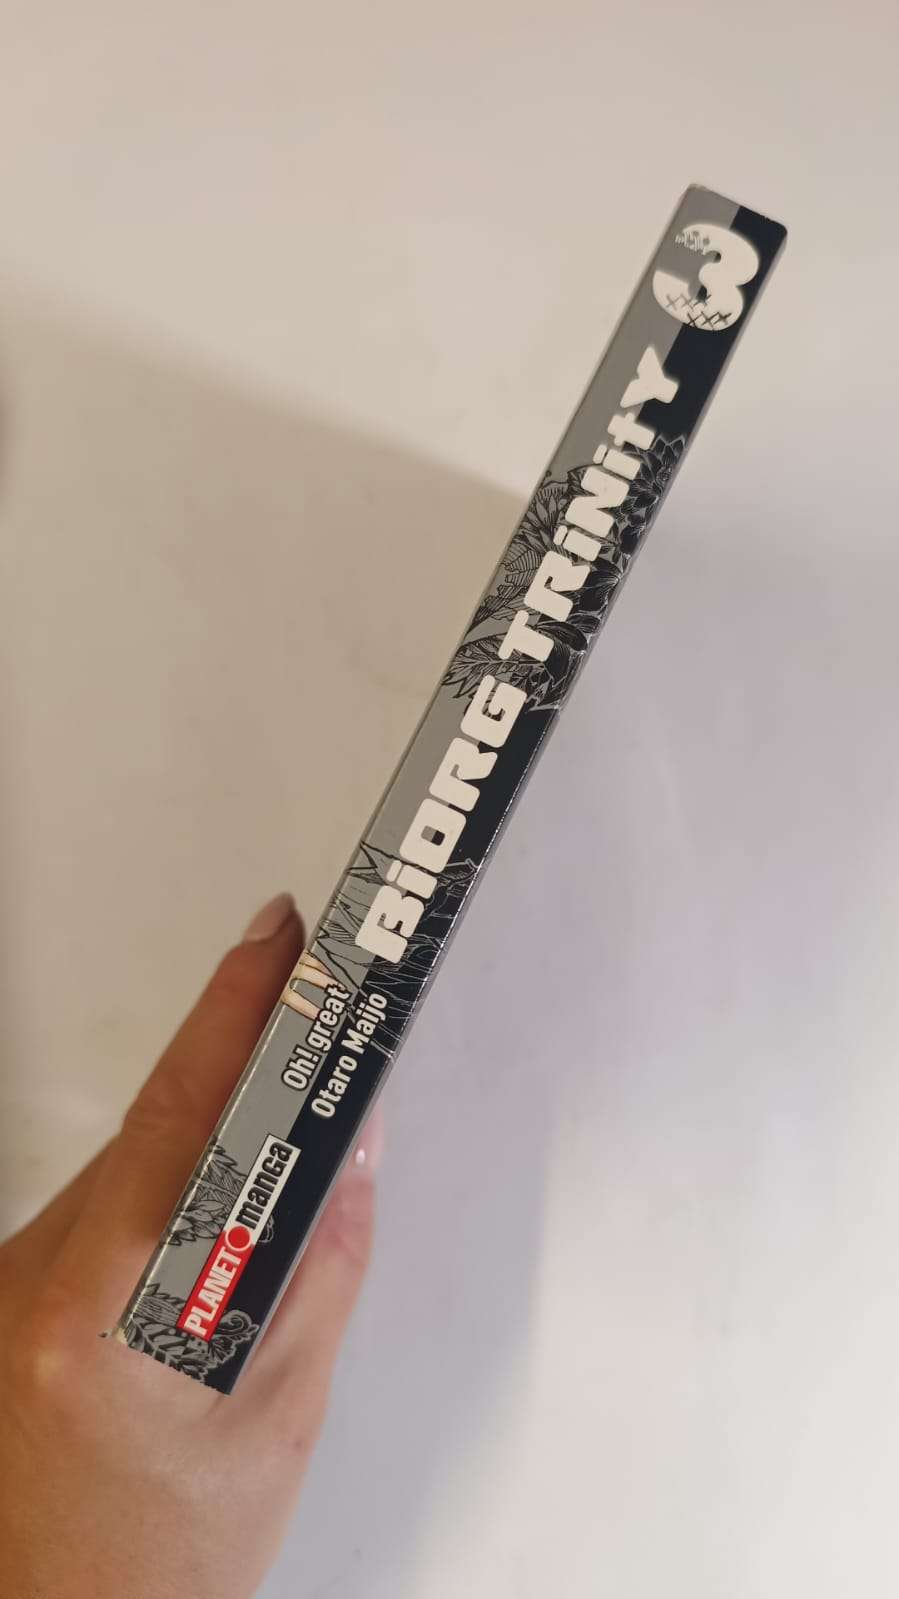 3
BiORG TRiNitY
Oh! great
Otaro Maijo
PLANET manga